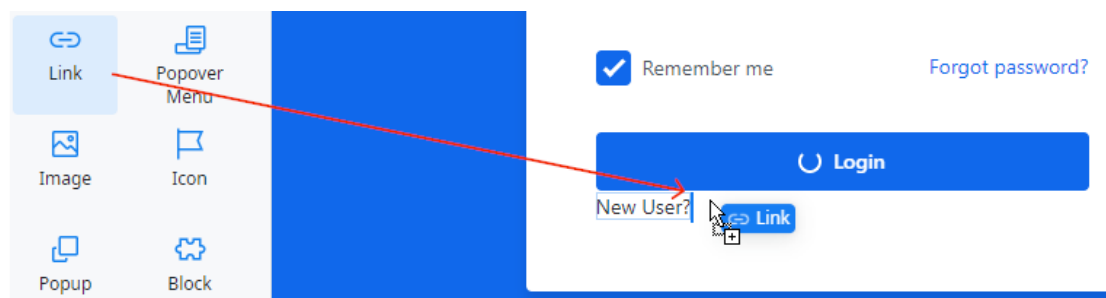 Link
Popover
Menu
Image
Icon
Popup
Block
Remember me
Forgot password?
Login
New User?
Link